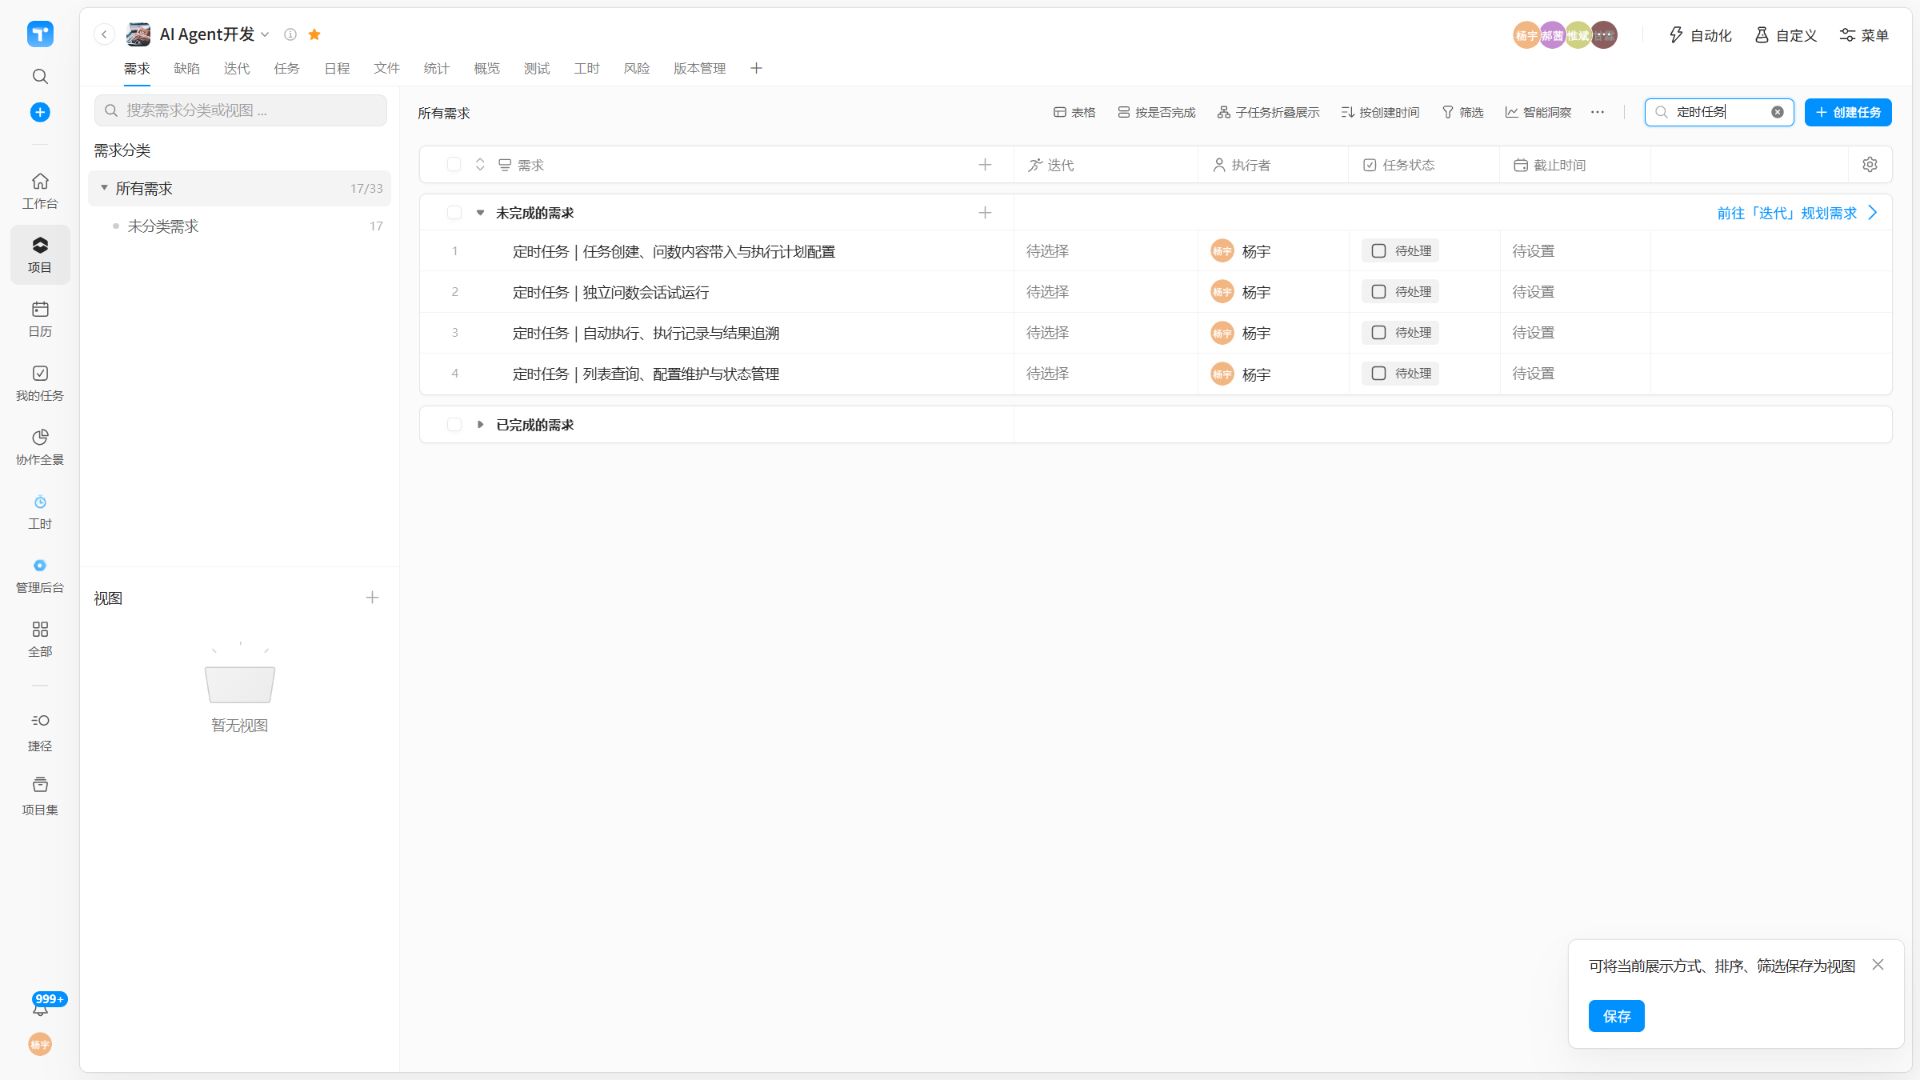 AI Agent开发
杨宇 郝茜 惟斌
自动化
自定义
菜单
需求 缺陷 迭代 任务 日程 文件 统计 概览 测试 工时 风险 版本管理
搜索需求分类或视图 ...
需求分类
所有需求 17/33
未分类需求 17
视图
暂无视图
工作台
项目
日历
我的任务
协作全景
工时
管理后台
全部
捷径
项目集
999+
杨宇
所有需求
表格 按是否完成 子任务折叠展示 按创建时间 筛选 智能洞察 ··· 定时任务 创建任务
需求 迭代 执行者 任务状态 截止时间
未完成的需求 前往「迭代」规划需求
1 定时任务 | 任务创建、问数内容带入与执行计划配置 待选择 杨宇 杨宇 待处理 待设置
2 定时任务 | 独立问数会话试运行 待选择 杨宇 杨宇 待处理 待设置
3 定时任务 | 自动执行、执行记录与结果追溯 待选择 杨宇 杨宇 待处理 待设置
4 定时任务 | 列表查询、配置维护与状态管理 待选择 杨宇 杨宇 待处理 待设置
已完成的需求
可将当前展示方式、排序、筛选保存为视图
保存